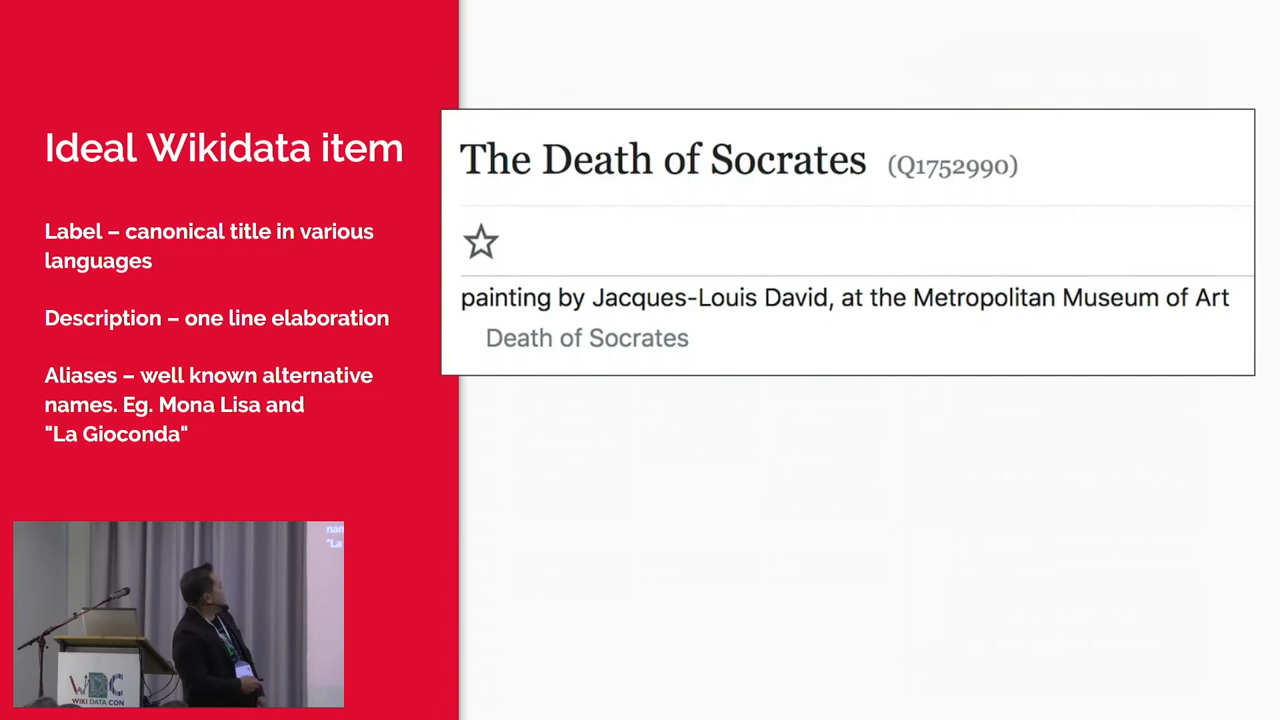 Ideal Wikidata item
Label – canonical title in various
languages
Description – one line elaboration
Aliases – well known alternative
names. Eg. Mona Lisa and
"La Gioconda"
The Death of Socrates (Q1752990)
painting by Jacques-Louis David, at the Metropolitan Museum of Art
Death of Socrates
nam
"La
WIKI DATA CON